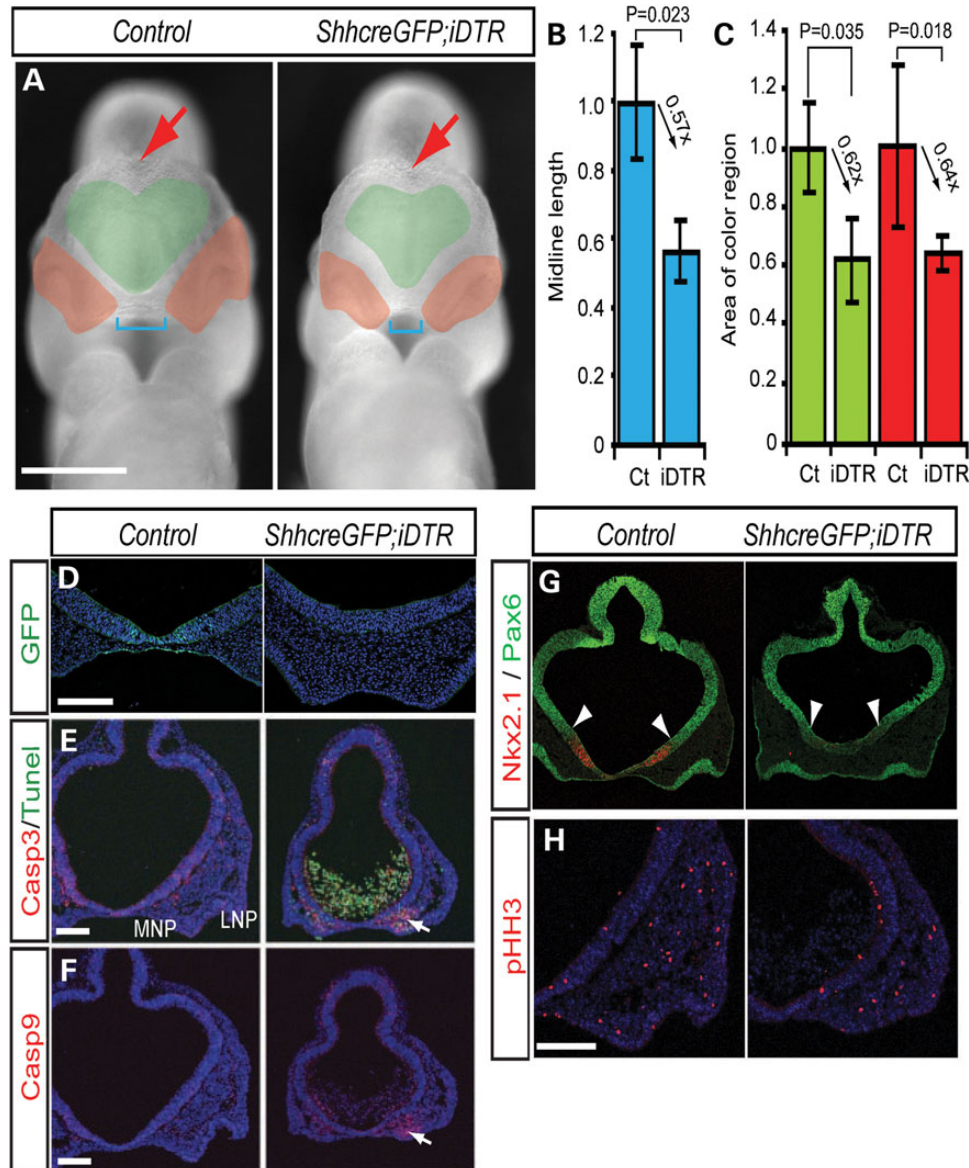 Control ShhcreGFP;iDTR
A
B
P=0.023
1.2
1.0
0.8
0.6
0.4
0.2
0
Midline length
0.57x
Ct iDTR
C
P=0.035 P=0.018
1.4
1.2
1.0
0.8
0.6
0.4
0.2
0
Area of color region
0.62x
0.64x
Ct iDTR Ct iDTR
Control ShhcreGFP;iDTR
D
GFP
E
Casp3/Tunel
MNP
LNP
F
Casp9
Control ShhcreGFP;iDTR
G
Nkx2.1 / Pax6
H
pHH3